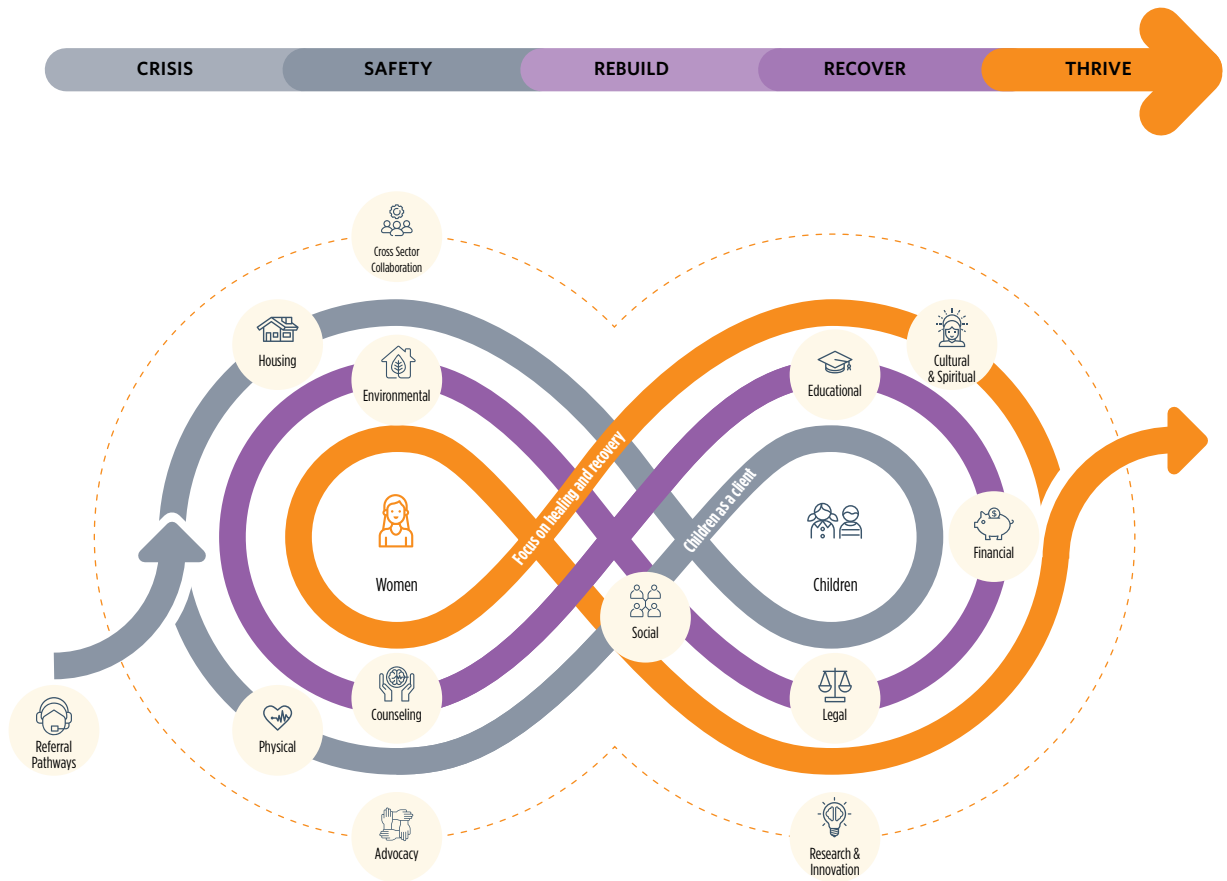 CRISIS
SAFETY
REBUILD
RECOVER
THRIVE
Cross Sector
Collaboration
Housing
Environmental
Educational
Cultural
& Spiritual
Focus on healing and recovery
Children as a client
Women
Children
Financial
Social
Counseling
Legal
Physical
Referral
Pathways
Advocacy
Research &
Innovation